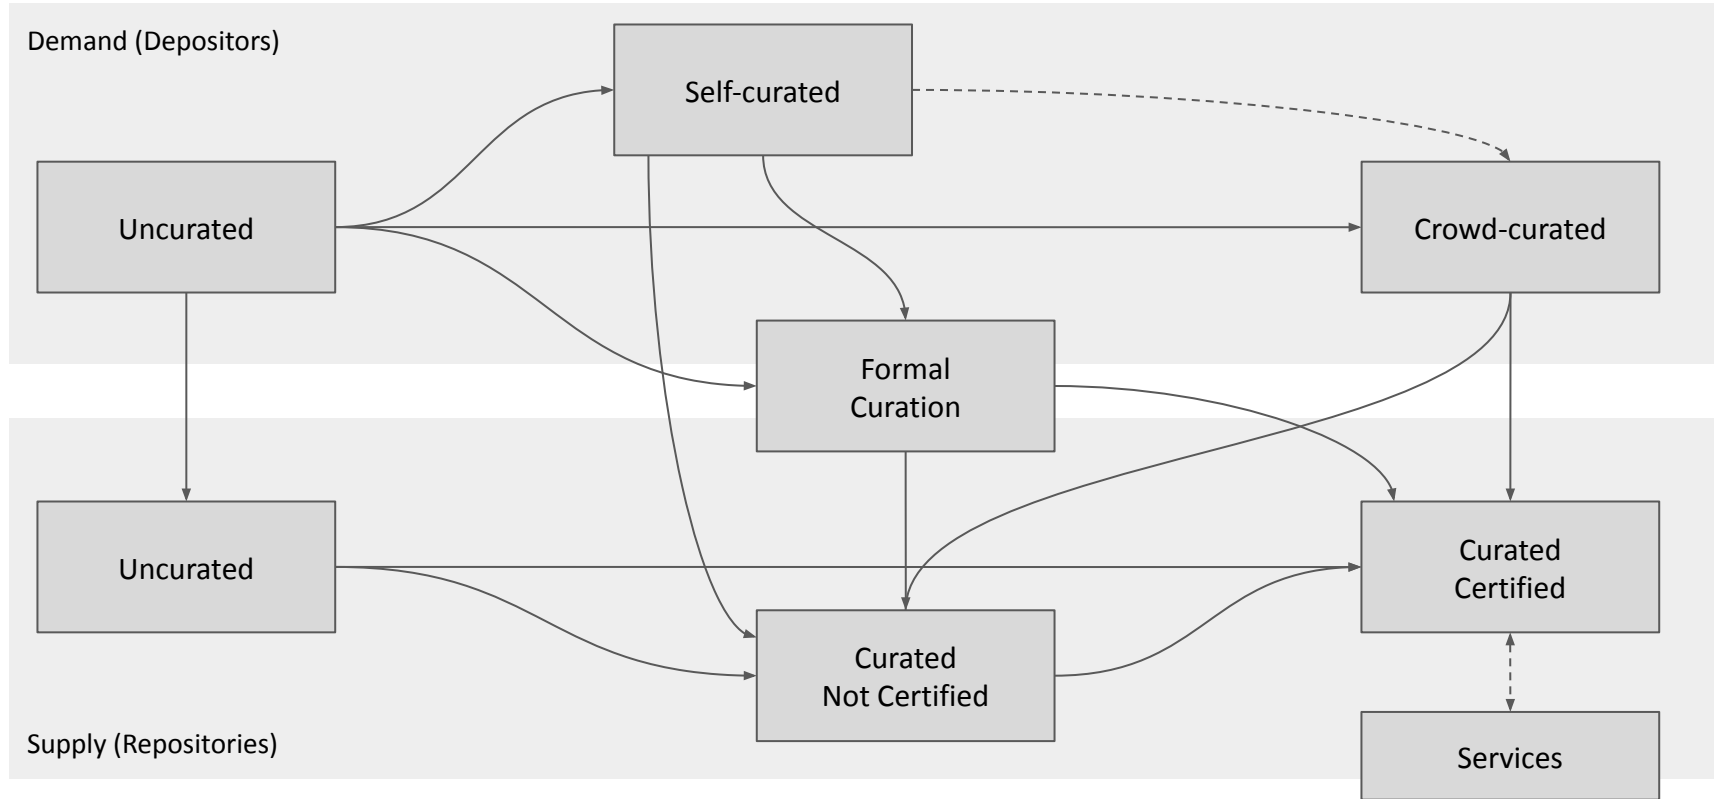 Demand (Depositors)
Self-curated
Uncurated
Crowd-curated
Formal
Curation
Uncurated
Curated
Certified
Curated
Not Certified
Supply (Repositories)
Services